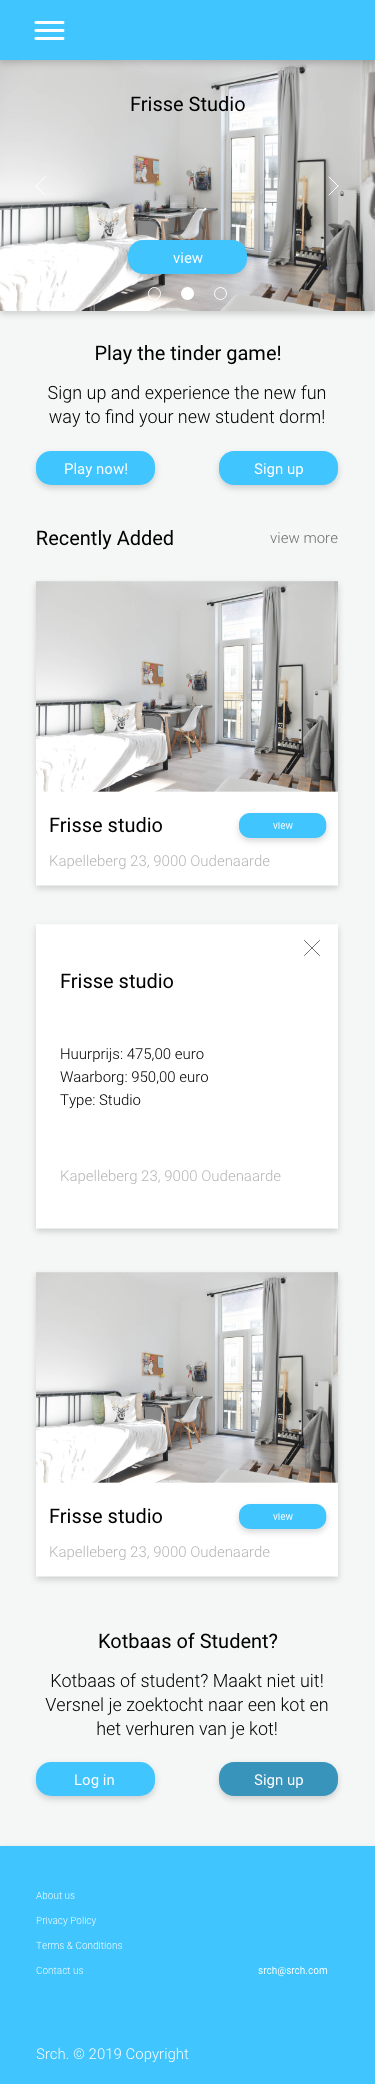 Frisse Studio
view
Play the tinder game!
Sign up and experience the new fun
way to find your new student dorm!
Play now!
Sign up
Recently Added
view more
Frisse studio
view
Kapelleberg 23, 9000 Oudenaarde
Frisse studio
Huurprijs: 475,00 euro
Waarborg: 950,00 euro
Type: Studio
Kapelleberg 23, 9000 Oudenaarde
Frisse studio
view
Kapelleberg 23, 9000 Oudenaarde
Kotbaas of Student?
Kotbaas of student? Maakt niet uit!
Versnel je zoektocht naar een kot en
het verhuren van je kot!
Log in
Sign up
About us
Privacy Policy
Terms & Conditions
Contact us
srch@srch.com
Srch. © 2019 Copyright